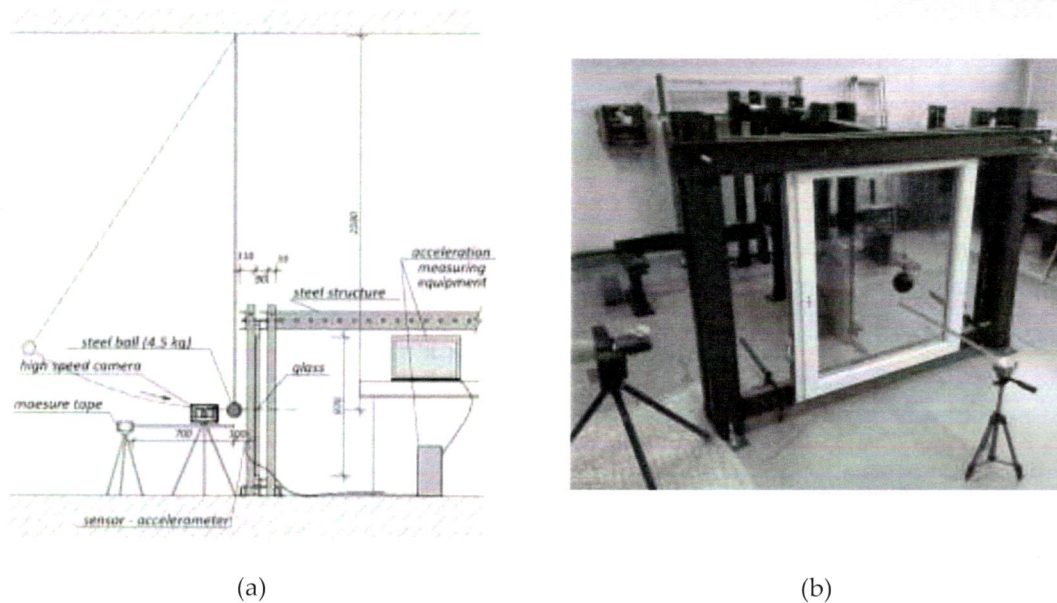 acceleration
measuring
equipment
steel structure
steel ball (4.5 kg)
glass
high speed camera
maesure tape
700
sensor - accelerometer
(a)
(b)